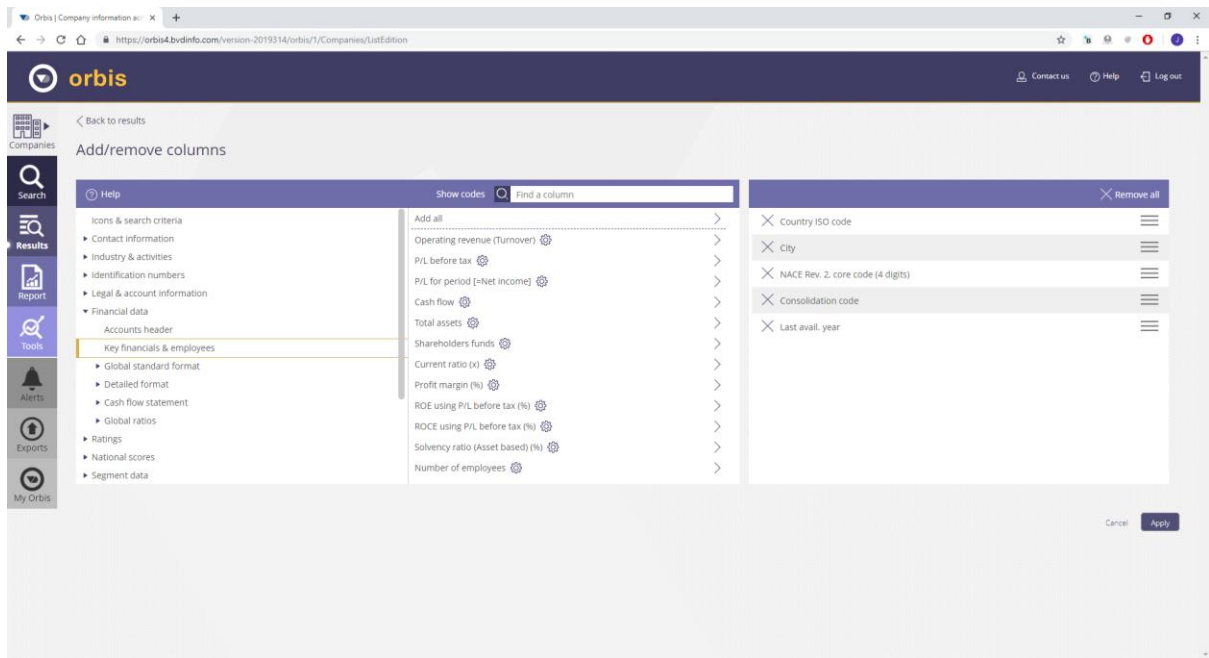 Orbis | Company information acr
https://orbis4.bvdinfo.com/version-2019314/orbis/1/Companies/ListEdition
orbis
Contact us
Help
Log out
Companies
Search
Results
Report
Tools
Alerts
Exports
My Orbis
Back to results
Add/remove columns
Help
Show codes
Find a column
Remove all
Icons & search criteria
Contact information
Industry & activities
Identification numbers
Legal & account information
Financial data
Accounts header
Key financials & employees
Global standard format
Detailed format
Cash flow statement
Global ratios
Ratings
National scores
Segment data
Add all
Operating revenue (Turnover)
P/L before tax
P/L for period [=Net income]
Cash flow
Total assets
Shareholders funds
Current ratio (x)
Profit margin (%)
ROE using P/L before tax (%)
ROCE using P/L before tax (%)
Solvency ratio (Asset based) (%)
Number of employees
Country ISO code
City
NACE Rev. 2, core code (4 digits)
Consolidation code
Last avail. year
Cancel
Apply